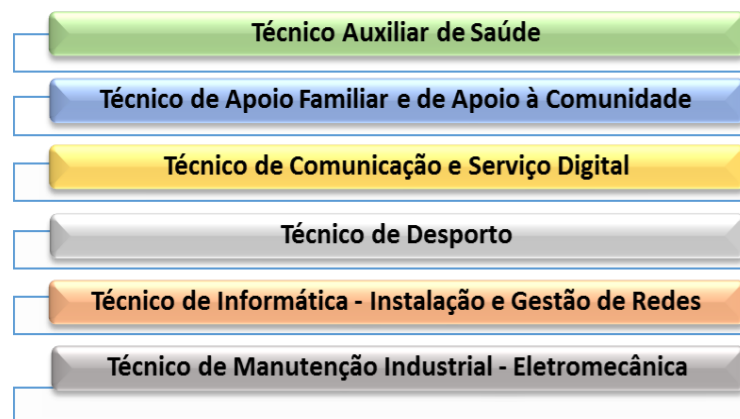 Técnico Auxiliar de Saúde
Técnico de Apoio Familiar e de Apoio à Comunidade
Técnico de Comunicação e Serviço Digital
Técnico de Desporto
Técnico de Informática - Instalação e Gestão de Redes
Técnico de Manutenção Industrial - Eletromecânica